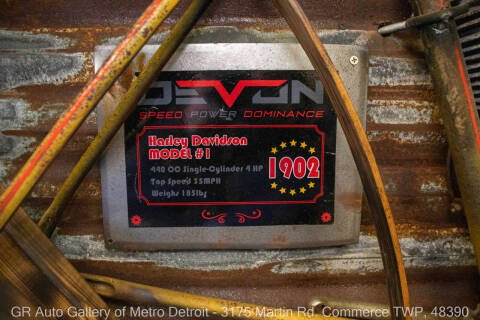 DEVON
SPEED POWER DOMINANCE
Harley Davidson
MODEL #1
1902
440 CC Single-Cylinder 4 HP
Top Speed 35MPH
Weighs 185lbs
GR Auto Gallery of Metro Detroit - 3175 Martin Rd. Commerce TWP, 48390